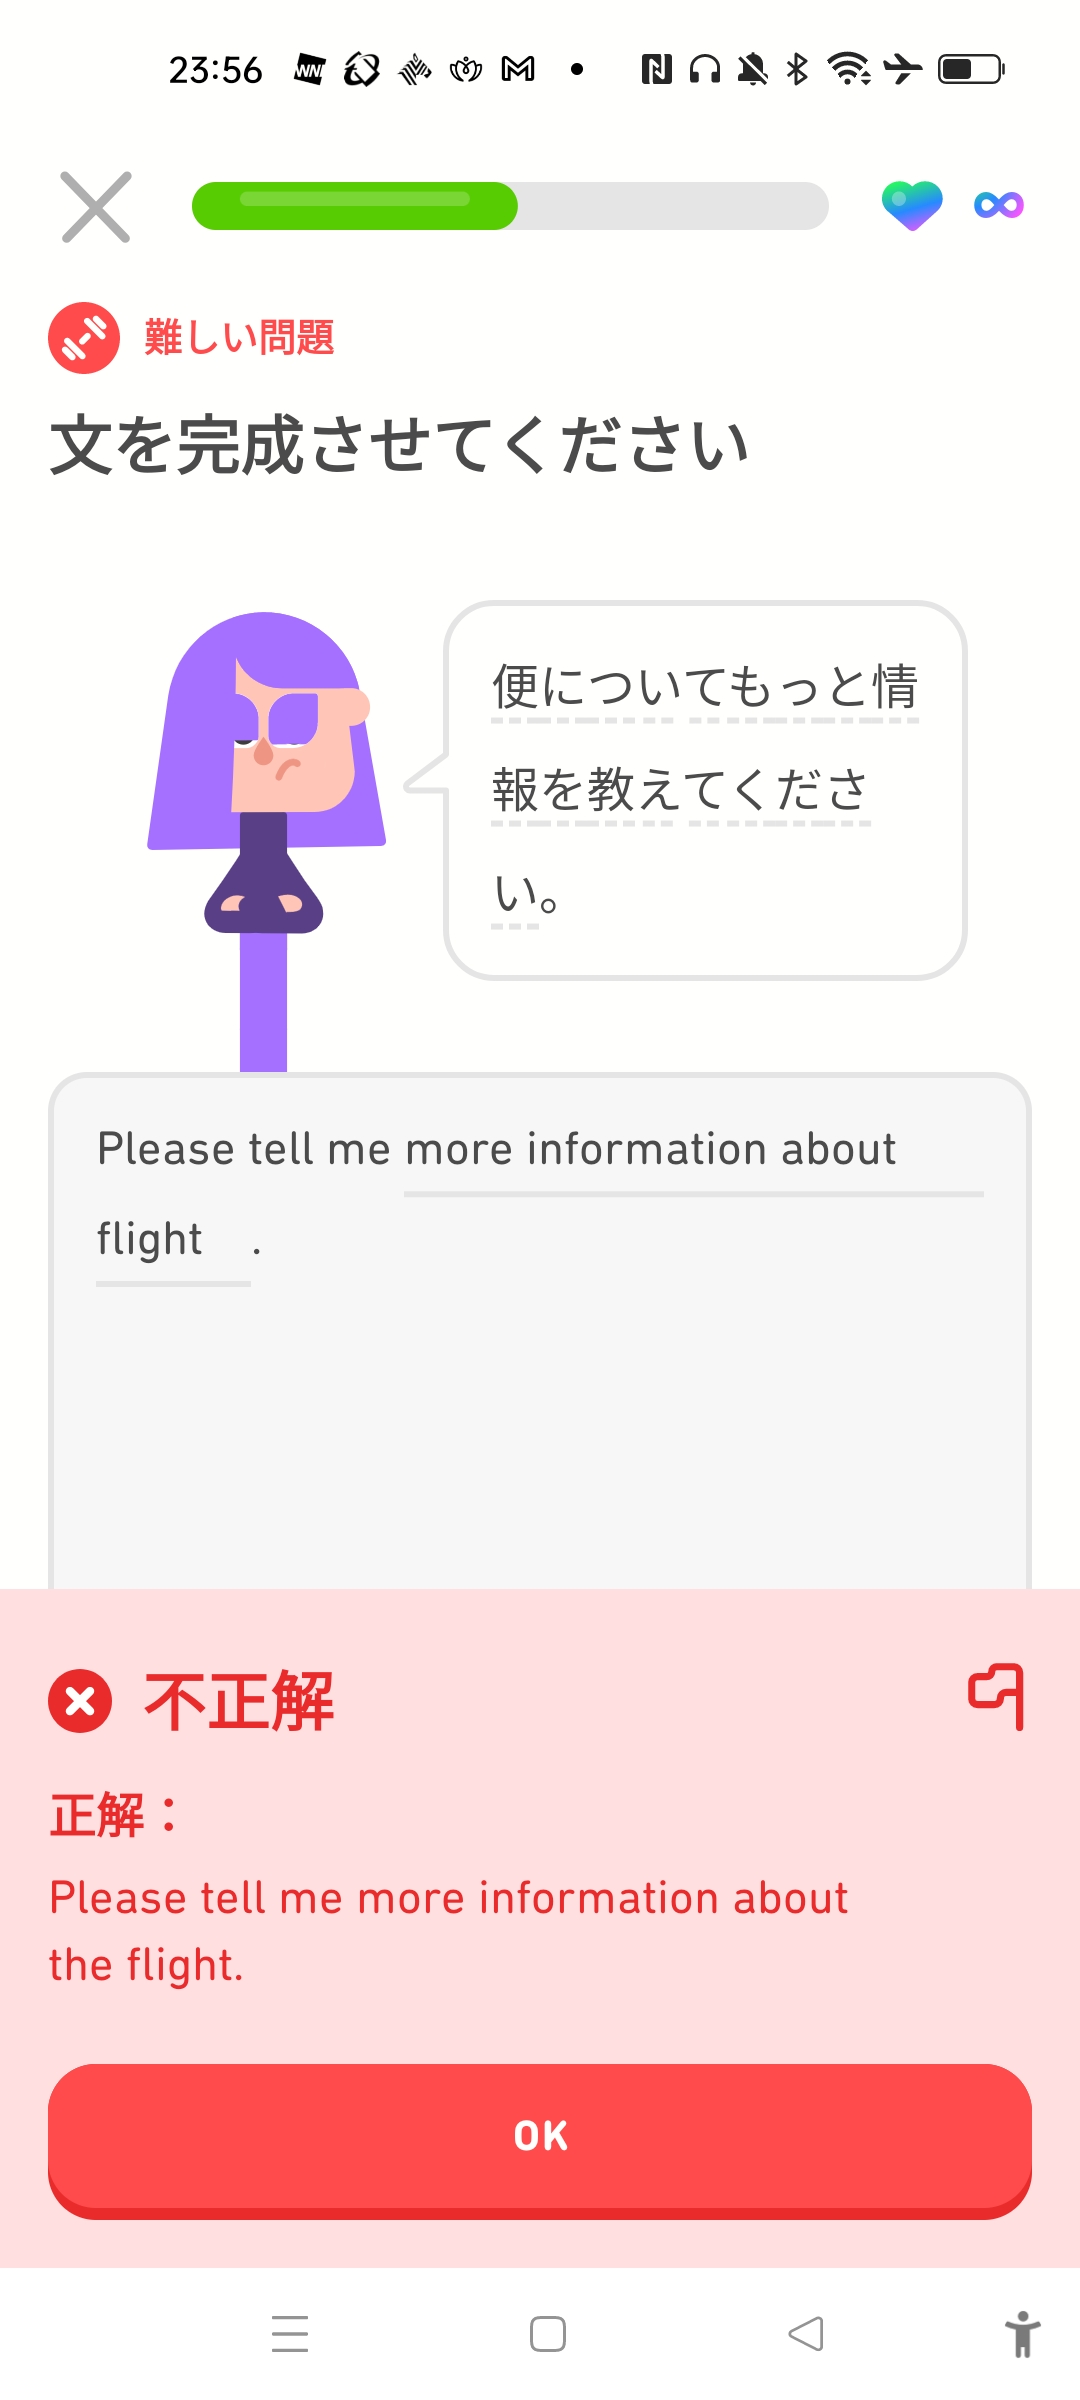 23:56
難しい問題
文を完成させてください
便についてもっと情
報を教えてくださ
い。
Please tell me more information about
flight .
不正解
正解：
Please tell me more information about
the flight.
OK